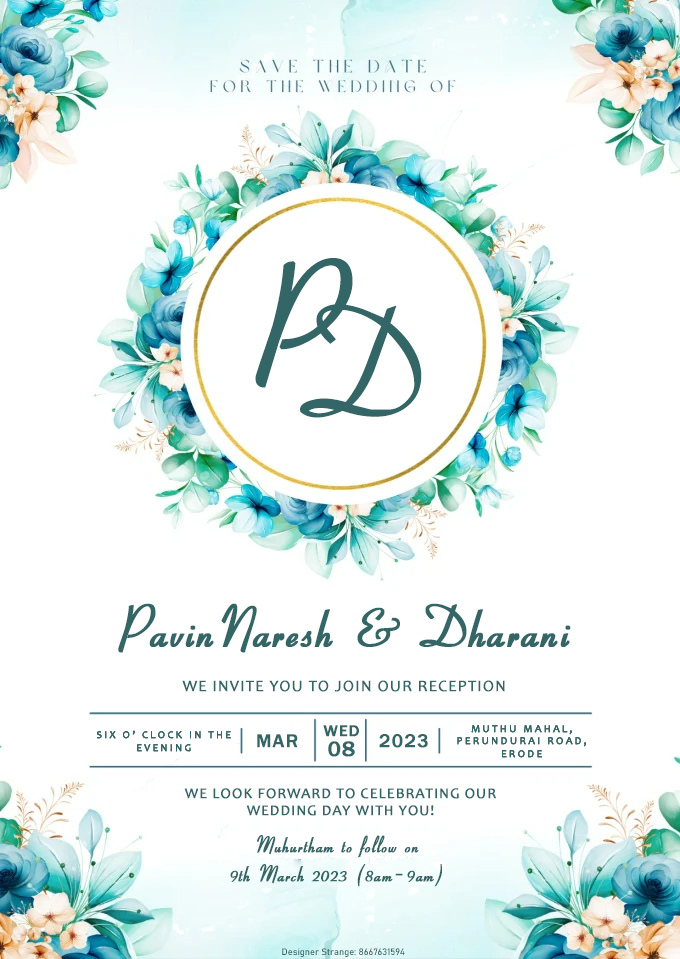 SAVE THE DATE
FOR THE WEDDING OF
PD
PavinNaresh & Dharani
WE INVITE YOU TO JOIN OUR RECEPTION
SIX O' CLOCK IN THE
EVENING
MAR
WED
08
2023
MUTHU MAHAL,
PERUNDURAI ROAD,
ERODE
WE LOOK FORWARD TO CELEBRATING OUR
WEDDING DAY WITH YOU!
Muhurtham to follow on
9th March 2023 (8am-9am)
Designer Strange: 8667631594